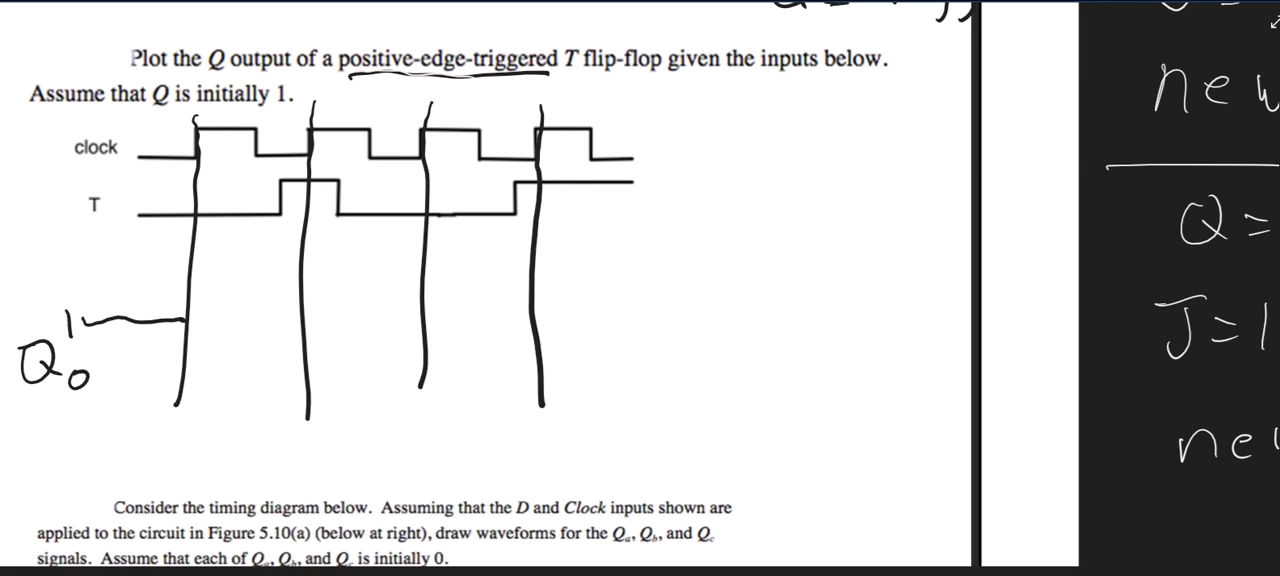 Plot the Q output of a positive-edge-triggered T flip-flop given the inputs below.
Assume that Q is initially 1.
clock
T
1
Q
0
Consider the timing diagram below. Assuming that the D and Clock inputs shown are
applied to the circuit in Figure 5.10(a) (below at right), draw waveforms for the Qa, Qb, and Qc
signals. Assume that each of Qa, Qb, and Qc is initially 0.
Q =
J = 1